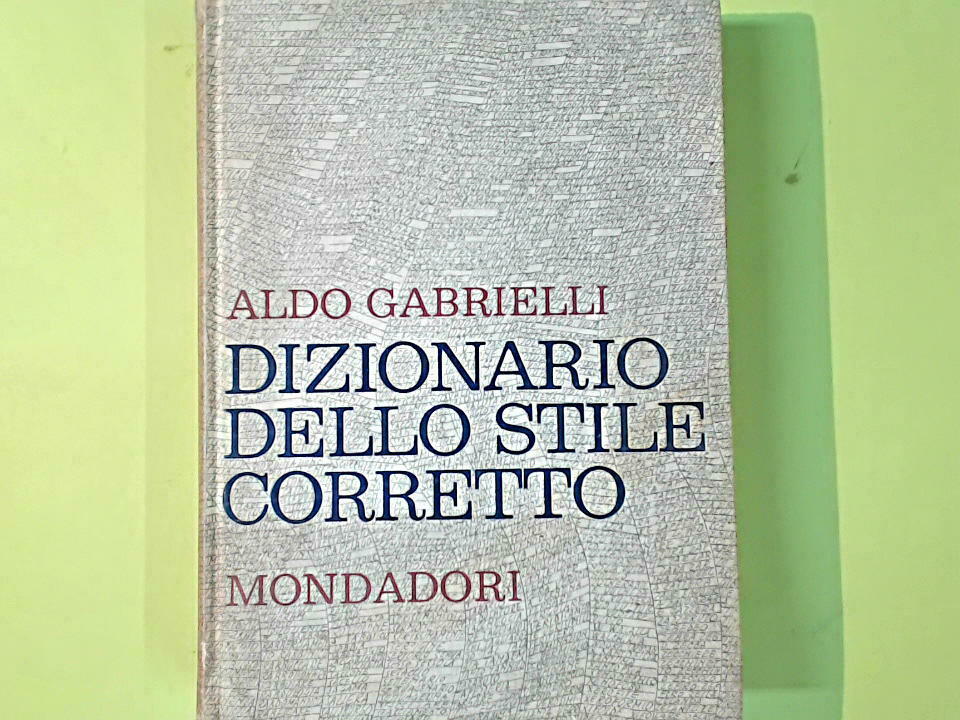 ALDO GABRIELLI
DIZIONARIO
DELLO STILE
CORRETTO
MONDADORI